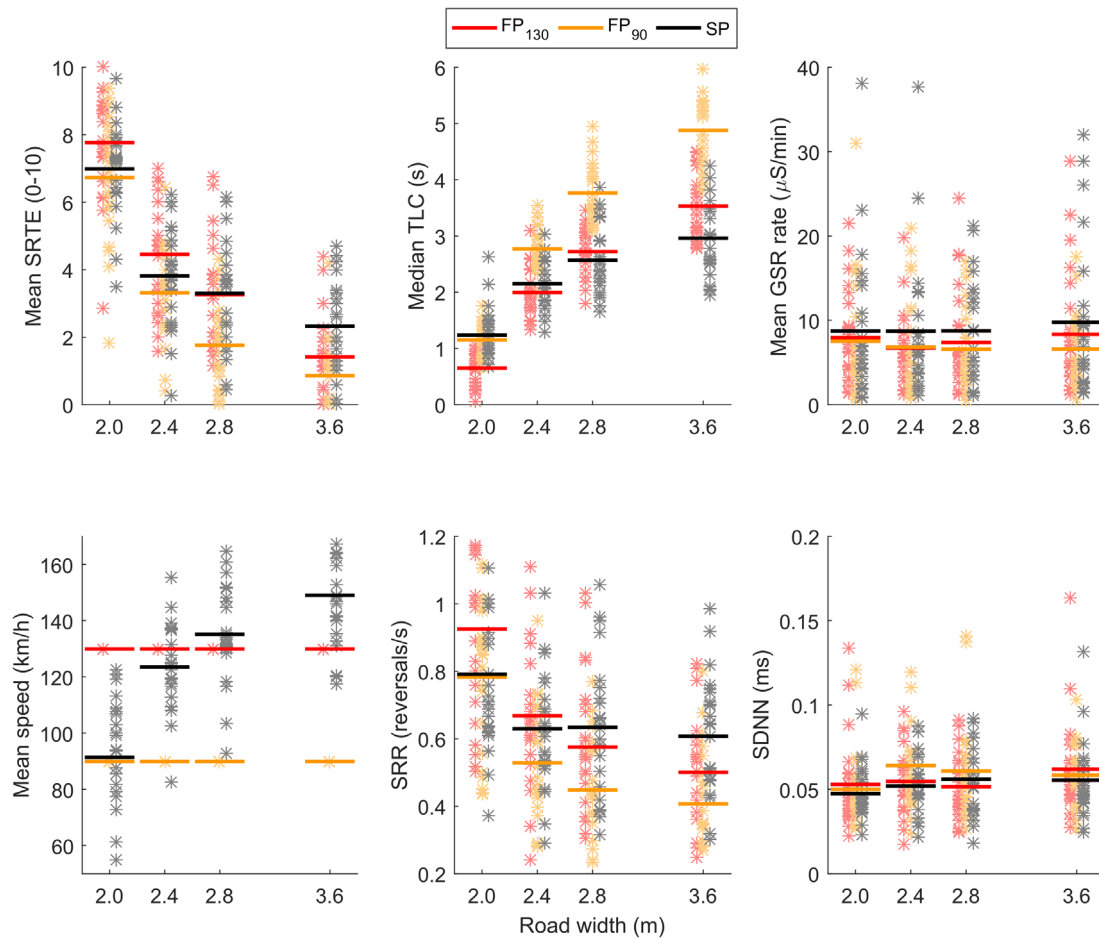 FP130 FP90 SP
Mean SRTE (0-10)
10
8
6
4
2
0
2.0 2.4 2.8 3.6
Median TLC (s)
6
5
4
3
2
1
0
2.0 2.4 2.8 3.6
Mean GSR rate (μS/min)
40
30
20
10
0
2.0 2.4 2.8 3.6
Mean speed (km/h)
160
140
120
100
80
60
2.0 2.4 2.8 3.6
SRR (reversals/s)
1.2
1
0.8
0.6
0.4
0.2
2.0 2.4 2.8 3.6
Road width (m)
SDNN (ms)
0.2
0.15
0.1
0.05
0
2.0 2.4 2.8 3.6